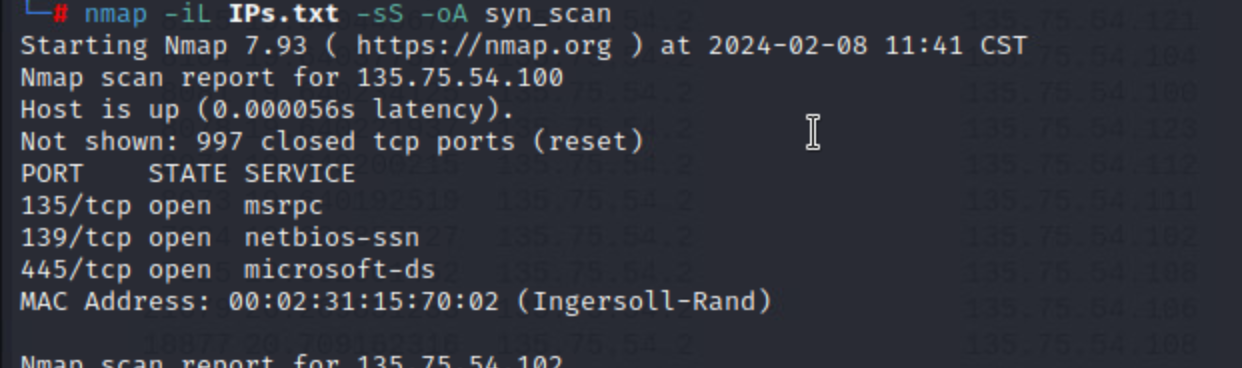 └─# nmap -iL IPs.txt -sS -oA syn_scan
Starting Nmap 7.93 ( https://nmap.org ) at 2024-02-08 11:41 CST
Nmap scan report for 135.75.54.100
Host is up (0.000056s latency).
Not shown: 997 closed tcp ports (reset)
PORT    STATE SERVICE
135/tcp open  msrpc
139/tcp open  netbios-ssn
445/tcp open  microsoft-ds
MAC Address: 00:02:31:15:70:02 (Ingersoll-Rand)
Nmap scan report for 135.75.54.102